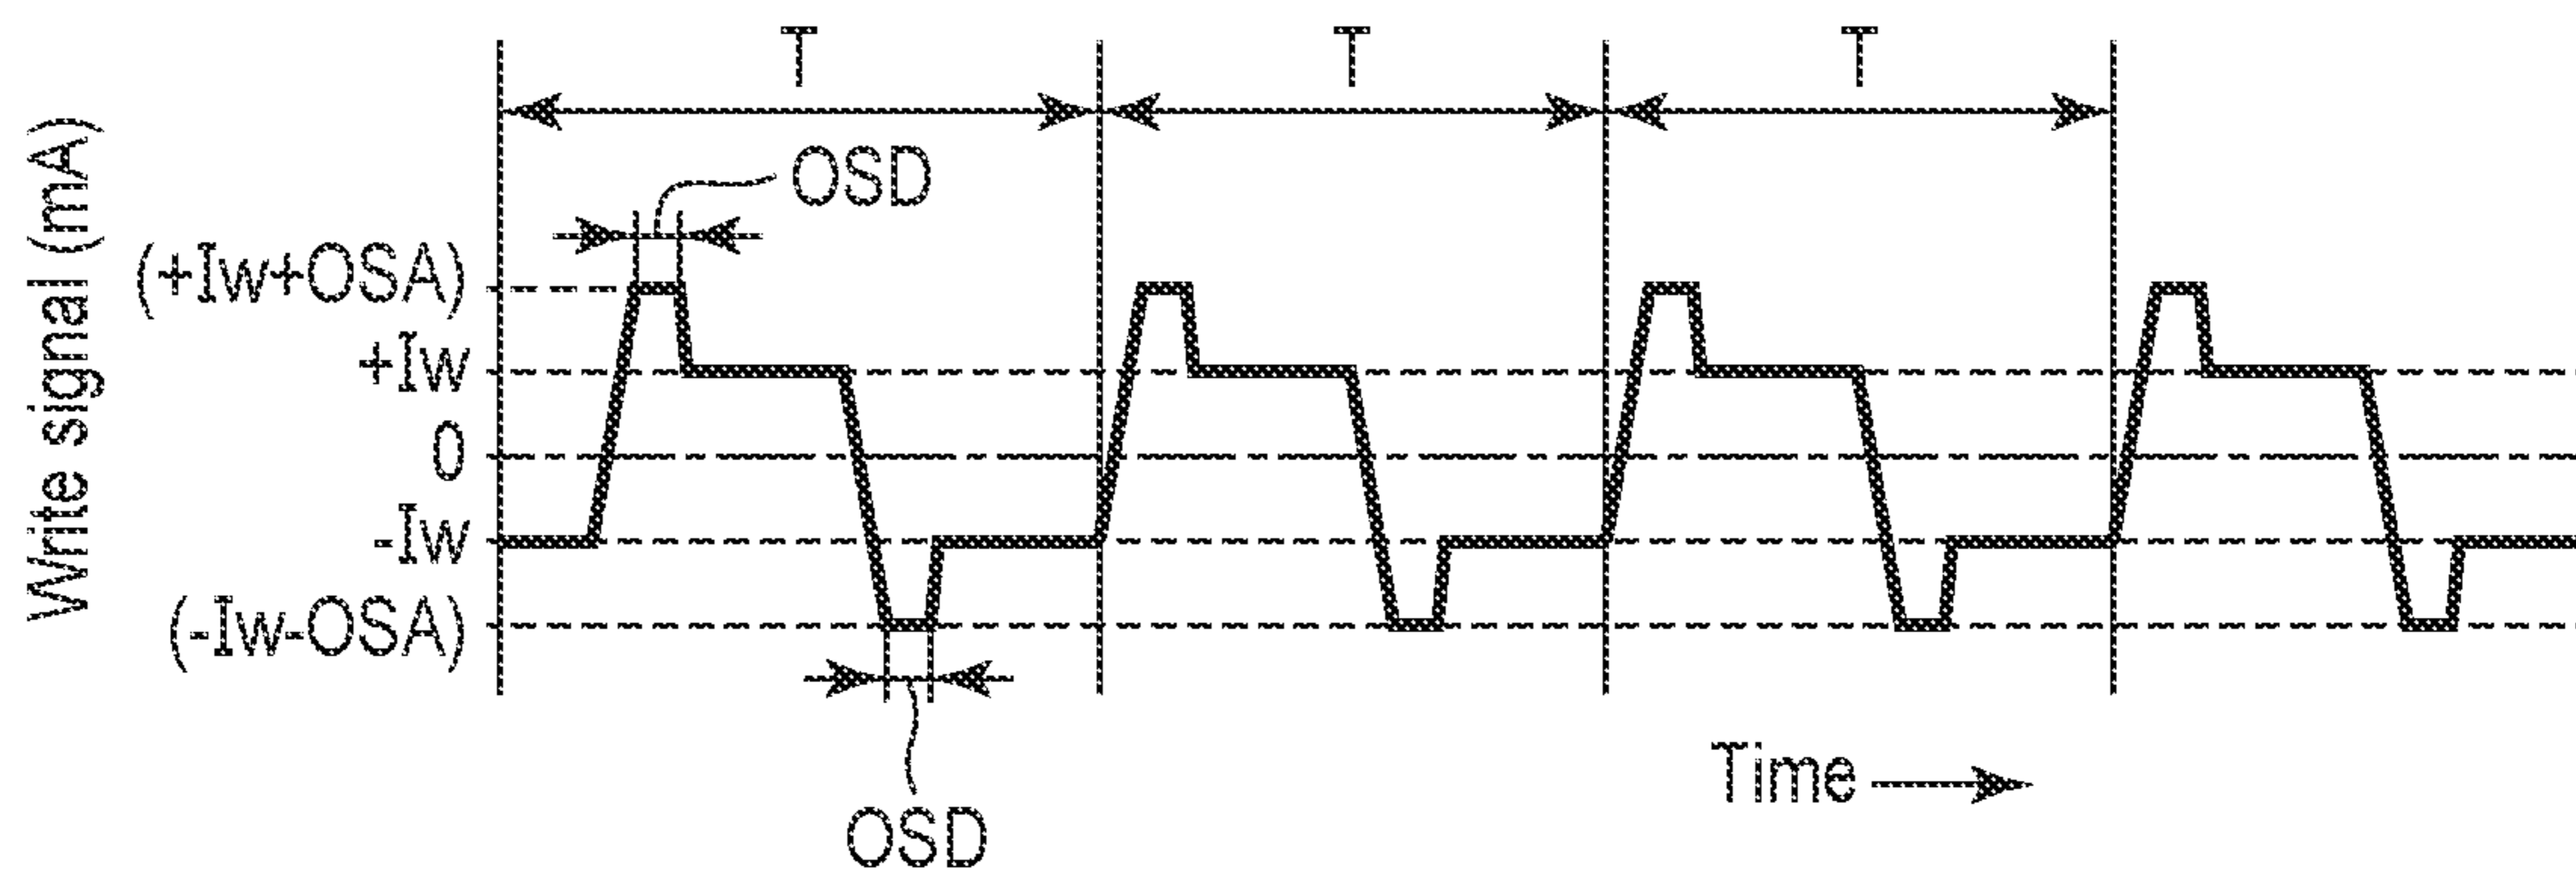 T T T
OSD
Write signal (mA)
(+Iw+OSA)
+Iw
0
-Iw
(-Iw-OSA)
Time
OSD